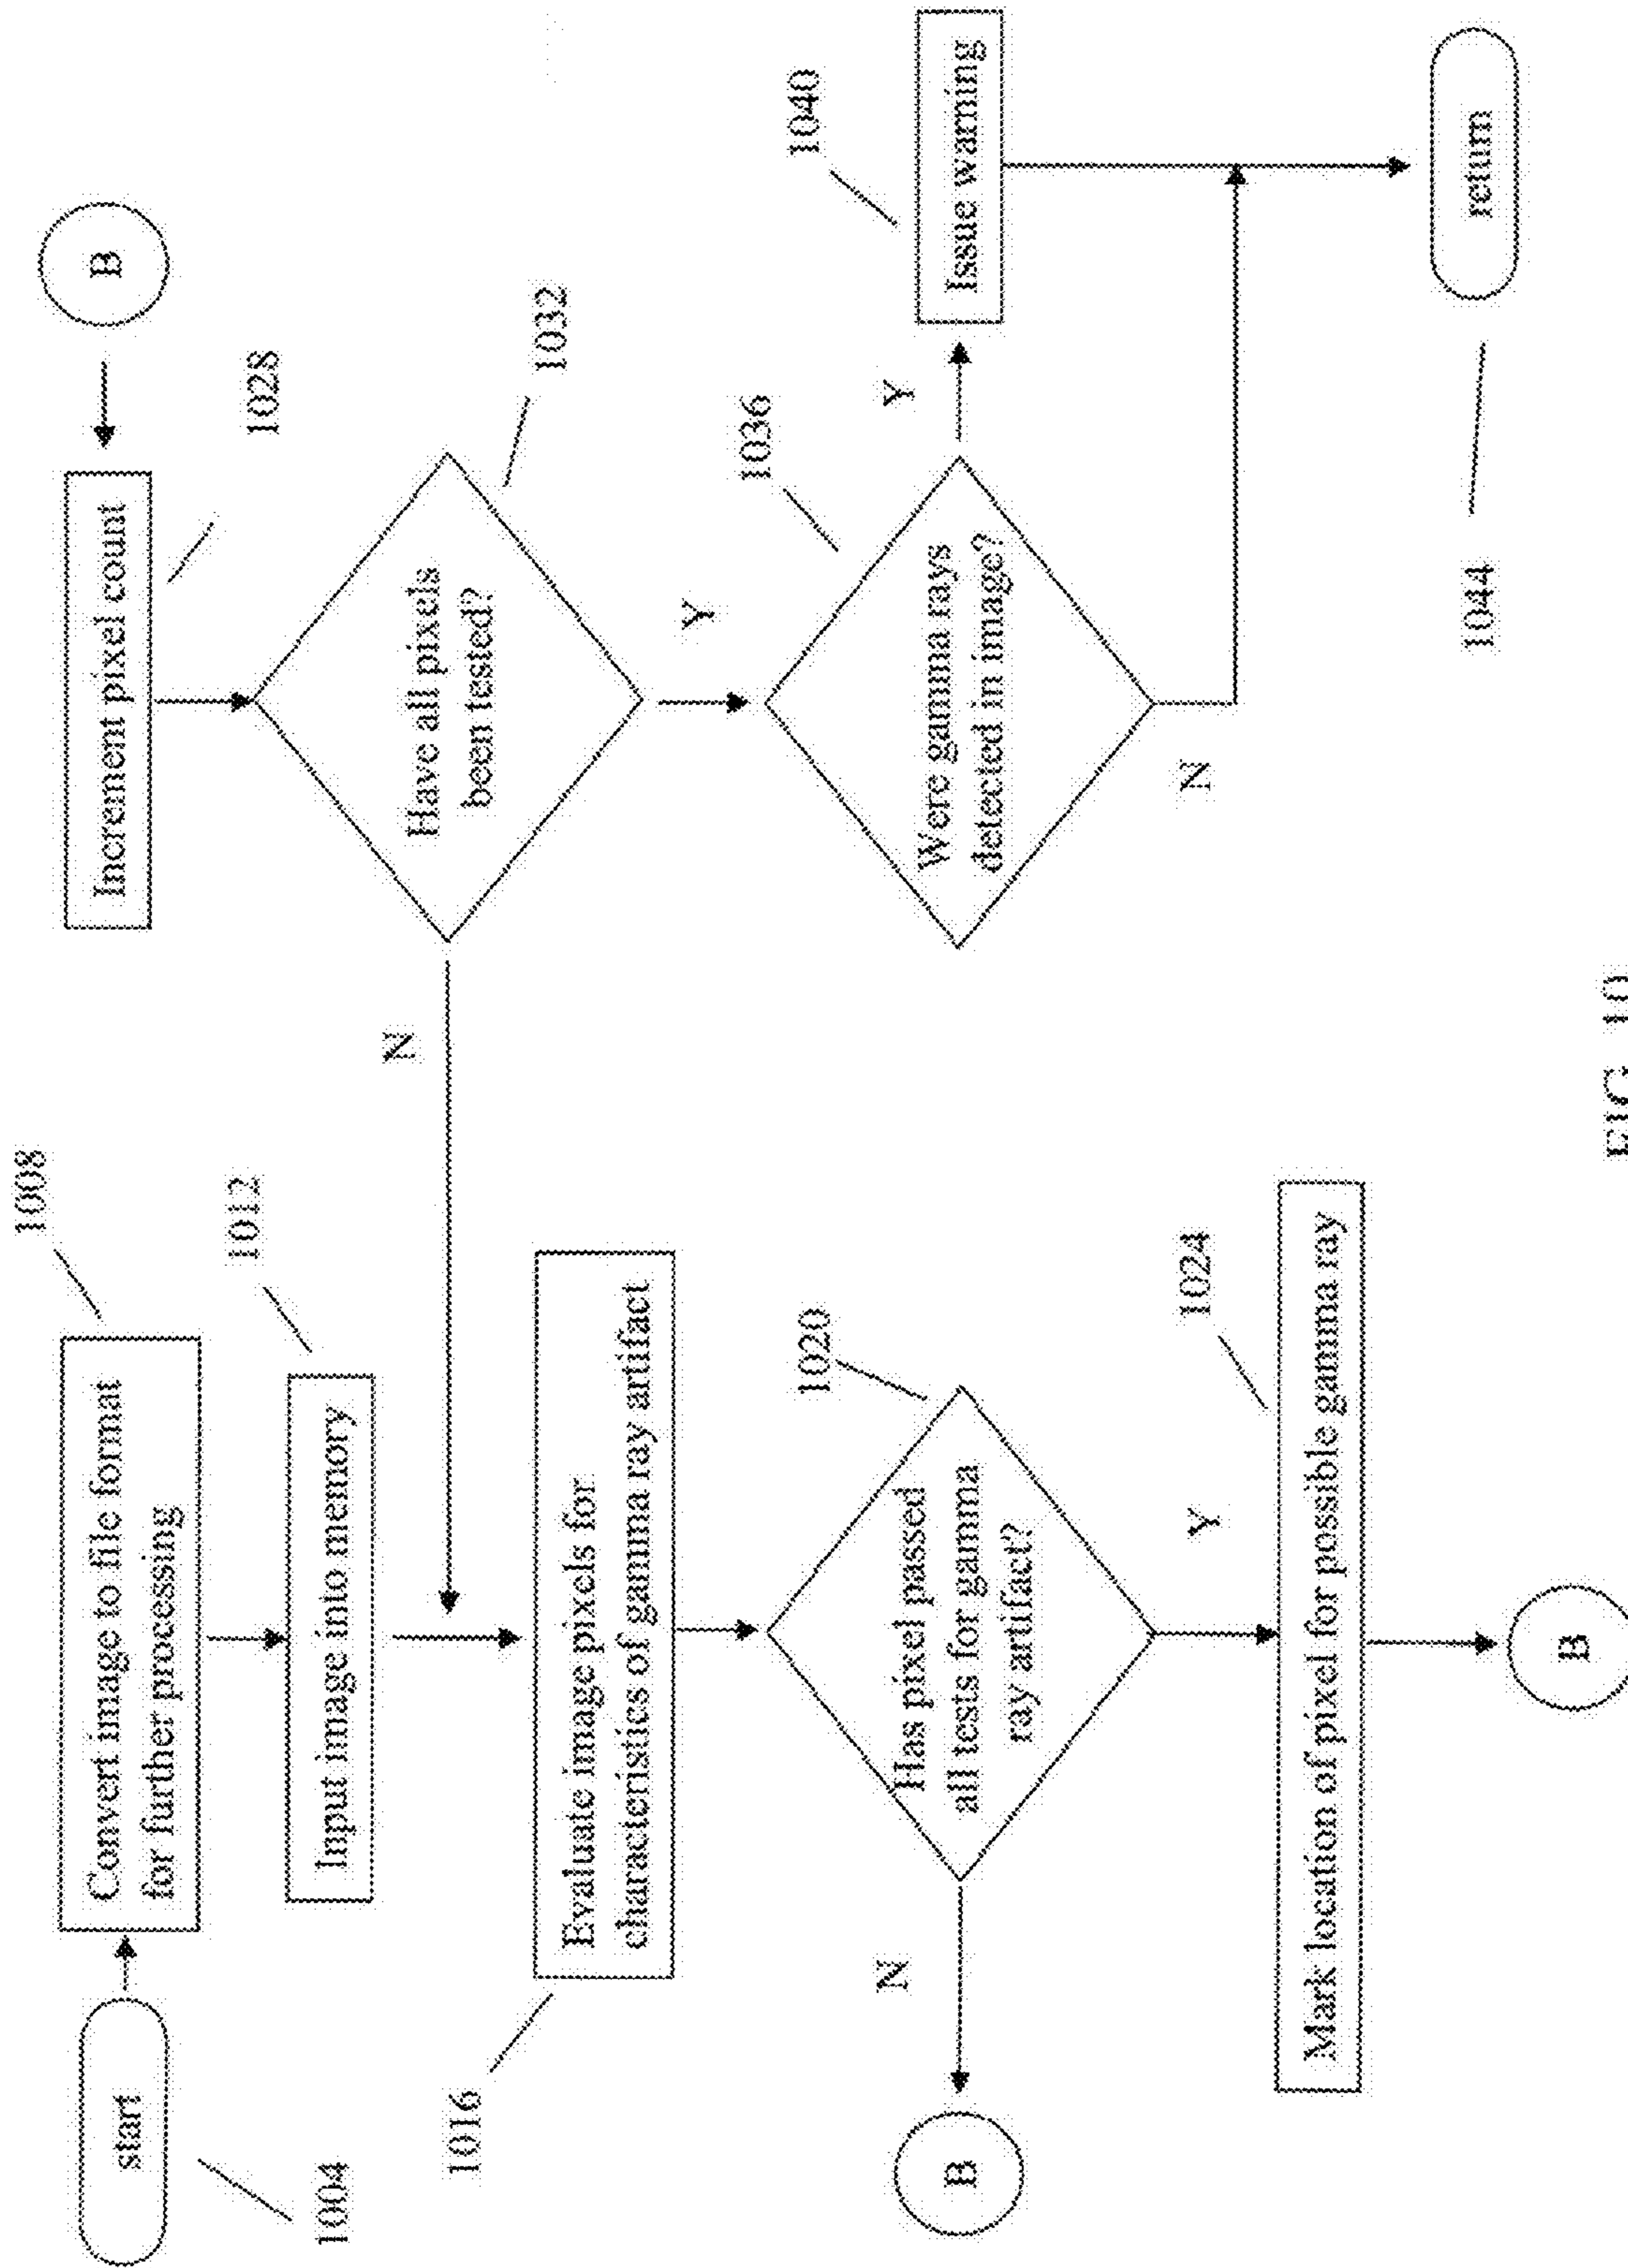 start
1004
Convert image to file format
for further processing
1008
Input image into memory
1012
Evaluate image pixels for
characteristics of gamma ray artifact
1016
Has pixel passed
all tests for gamma
ray artifact?
1020
N
B
Y
Mark location of pixel for possible gamma ray
1024
B
B
Increment pixel count
1028
Have all pixels
been tested?
1032
N
Y
Were gamma rays
detected in image?
1036
Y
N
Issue warning
1040
return
1044
FIG. 10